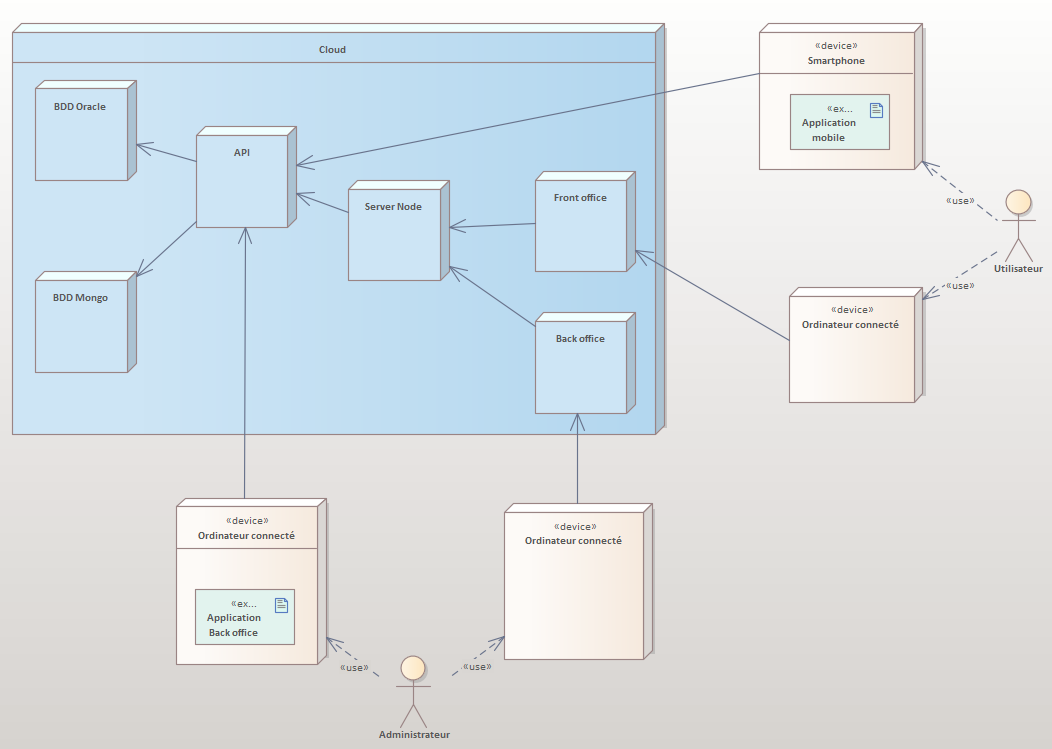 Cloud
BDD Oracle
API
Server Node
Front office
BDD Mongo
Back office
«device»
Smartphone
«ex...
Application
mobile
«use»
Utilisateur
«use»
«device»
Ordinateur connecté
«device»
Ordinateur connecté
«ex...
Application
Back office
«device»
Ordinateur connecté
«use»
«use»
Administrateur